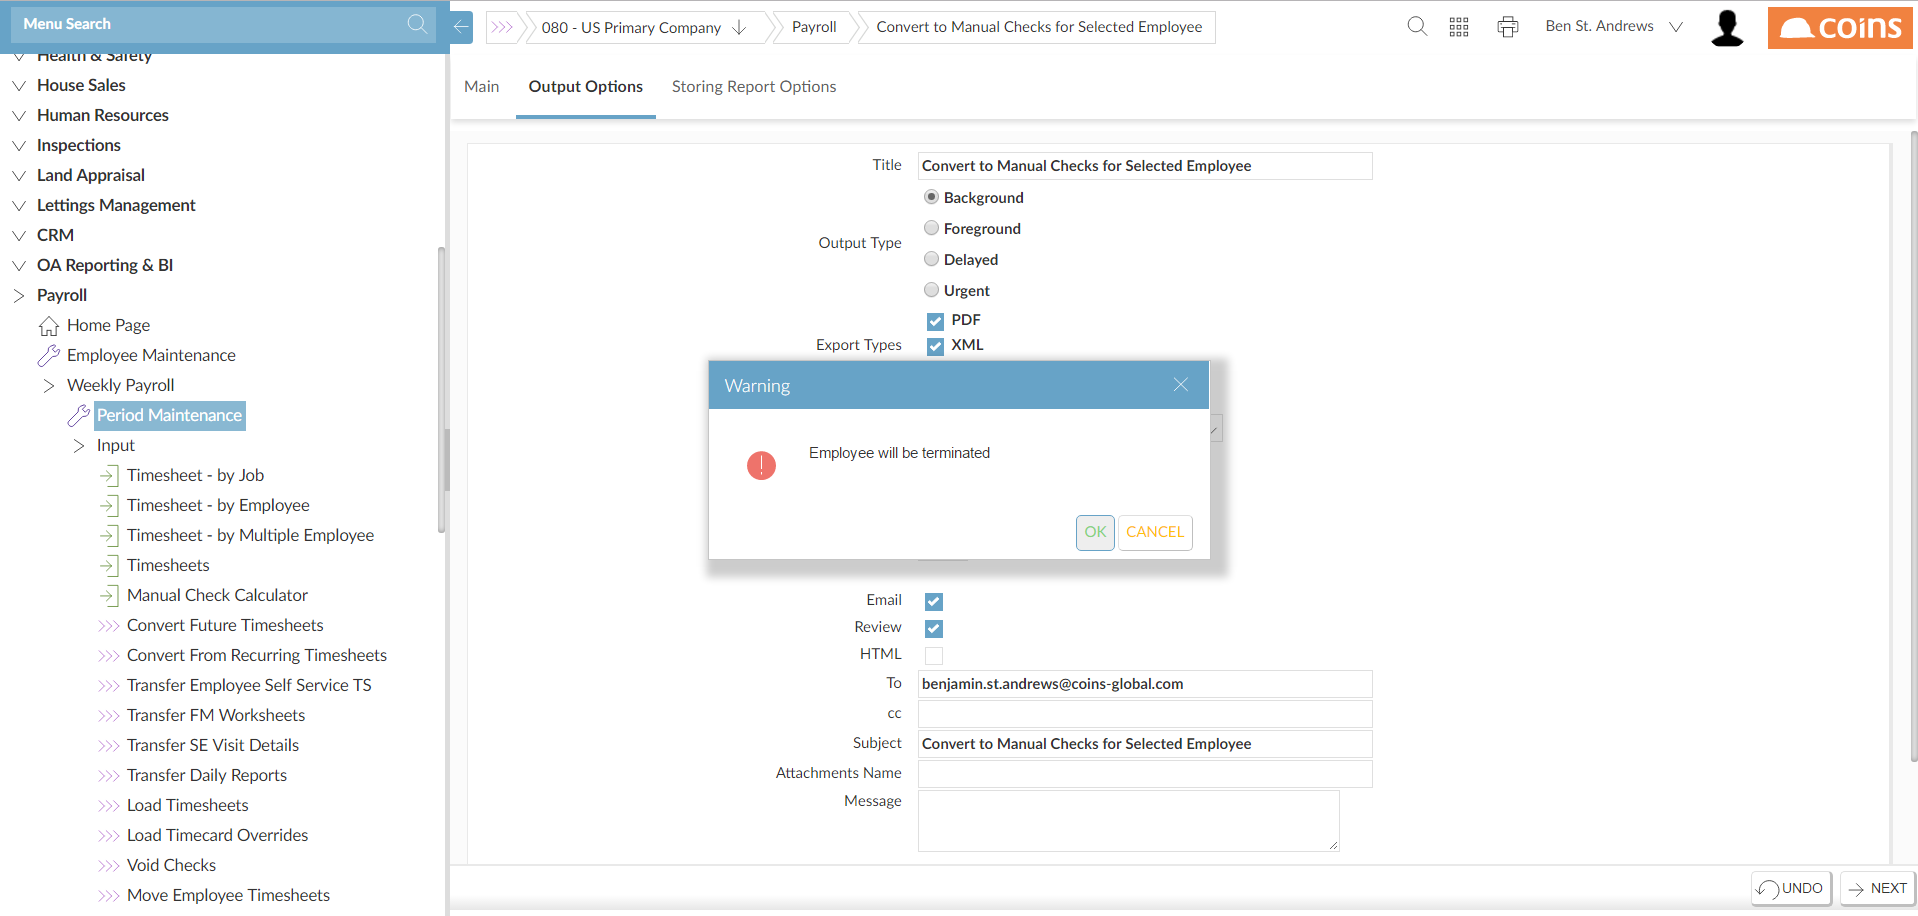 Menu Search
080 - US Primary Company
Payroll
Convert to Manual Checks for Selected Employee
Ben St. Andrews
coins
Health & Safety
House Sales
Human Resources
Inspections
Land Appraisal
Lettings Management
CRM
OA Reporting & BI
Payroll
Home Page
Employee Maintenance
Weekly Payroll
Period Maintenance
Input
Timesheet - by Job
Timesheet - by Employee
Timesheet - by Multiple Employee
Timesheets
Manual Check Calculator
Convert Future Timesheets
Convert From Recurring Timesheets
Transfer Employee Self Service TS
Transfer FM Worksheets
Transfer SE Visit Details
Transfer Daily Reports
Load Timesheets
Load Timecard Overrides
Void Checks
Move Employee Timesheets
Main
Output Options
Storing Report Options
Title
Convert to Manual Checks for Selected Employee
Output Type
Background
Foreground
Delayed
Urgent
Export Types
PDF
XML
Warning
Employee will be terminated
OK
CANCEL
Email
Review
HTML
To
benjamin.st.andrews@coins-global.com
cc
Subject
Convert to Manual Checks for Selected Employee
Attachments Name
Message
UNDO
NEXT